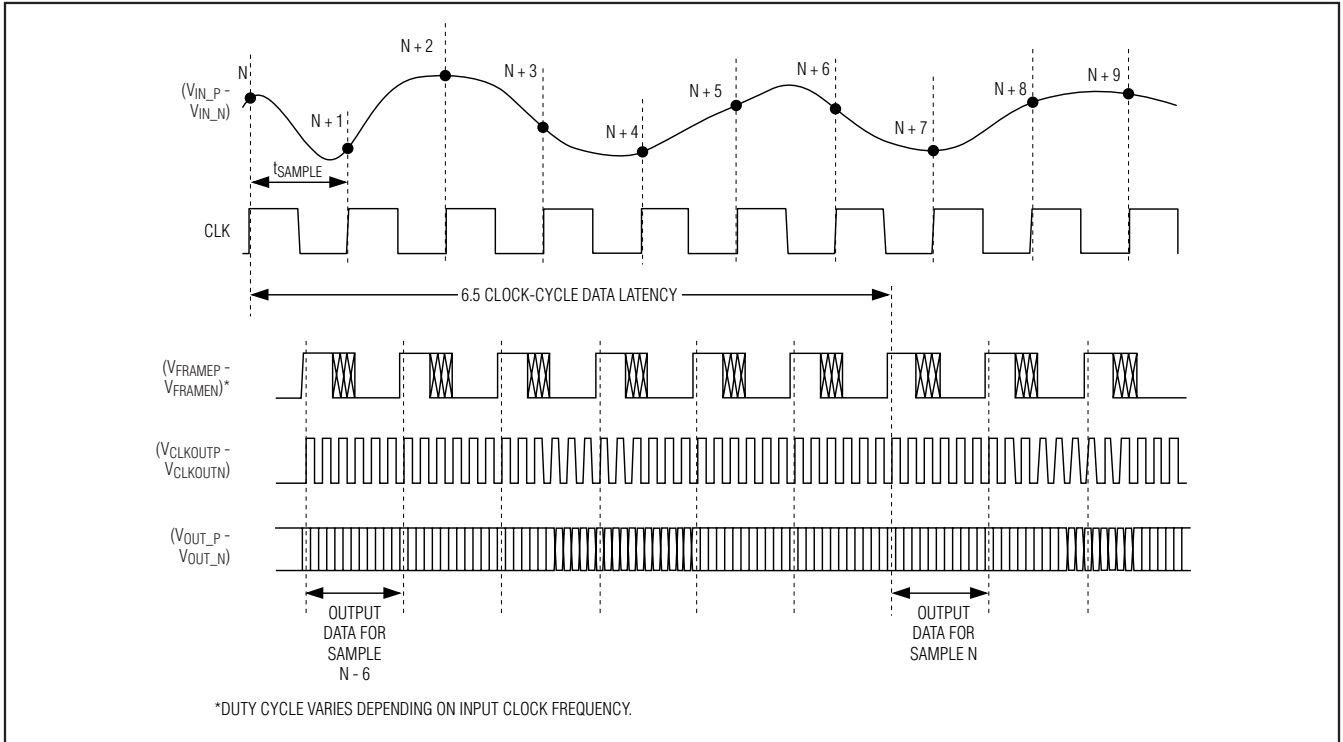 N
N + 1
N + 2
N + 3
N + 4
N + 5
N + 6
N + 7
N + 8
N + 9
(VIN_P -
VIN_N)
tSAMPLE
CLK
6.5 CLOCK-CYCLE DATA LATENCY
(VFRAMEP -
VFRAMEN)*
(VCLKOUTP -
VCLKOUTN)
(VOUT_P -
VOUT_N)
OUTPUT
DATA FOR
SAMPLE
N - 6
OUTPUT
DATA FOR
SAMPLE N
*DUTY CYCLE VARIES DEPENDING ON INPUT CLOCK FREQUENCY.